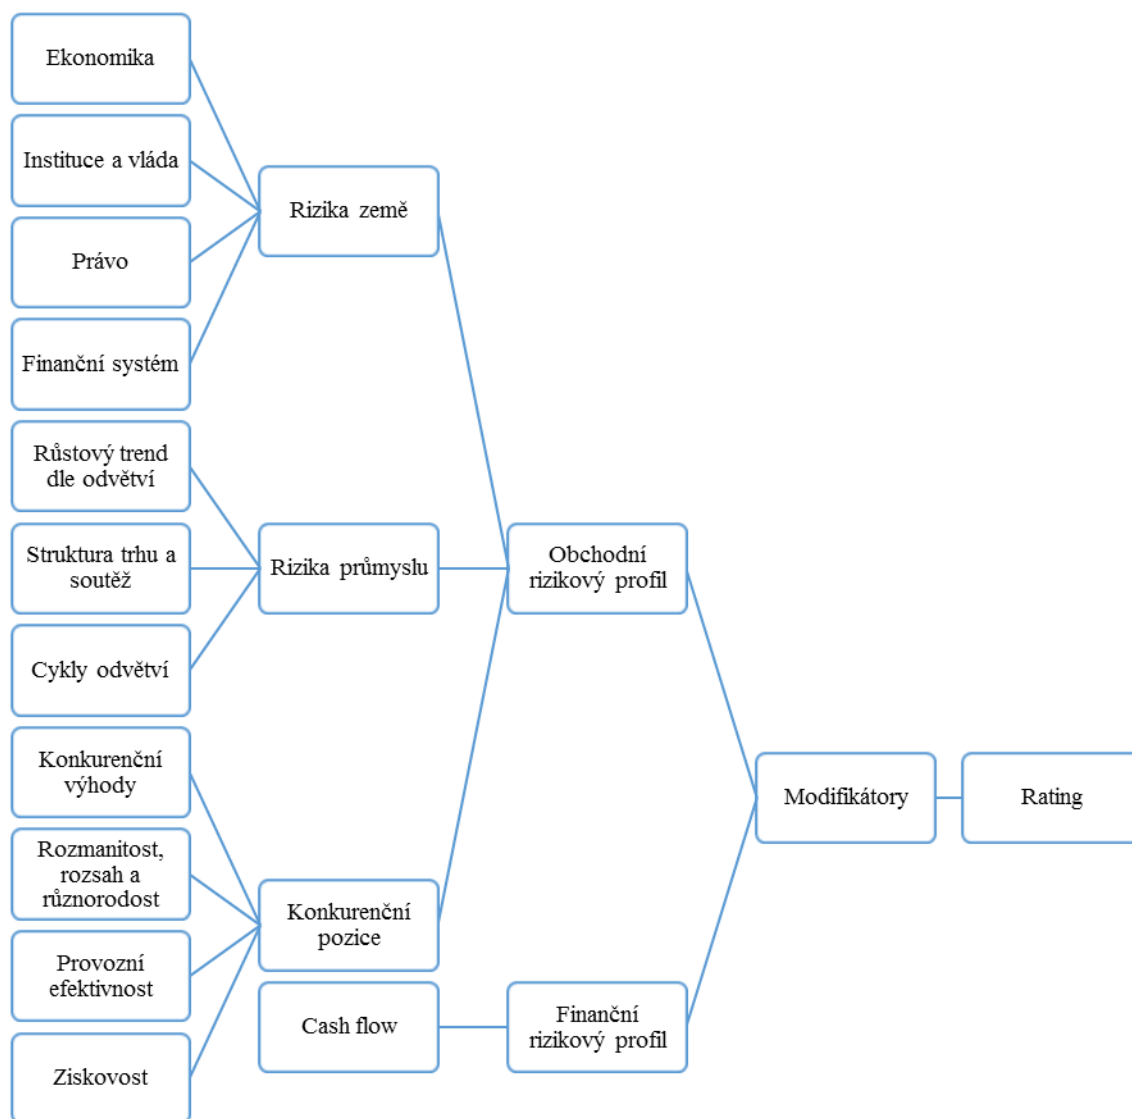 Ekonomika
Instituce a vláda
Právo
Finanční systém
Růstový trend
dle odvětví
Struktura trhu a
soutěž
Cykly odvětví
Konkurenční
výhody
Rozmanitost,
rozsah a
různorodost
Provozní
efektivnost
Ziskovost
Rizika země
Rizika průmyslu
Konkurenční
pozice
Cash flow
Obchodní
rizikový profil
Finanční
rizikový profil
Modifikátory
Rating